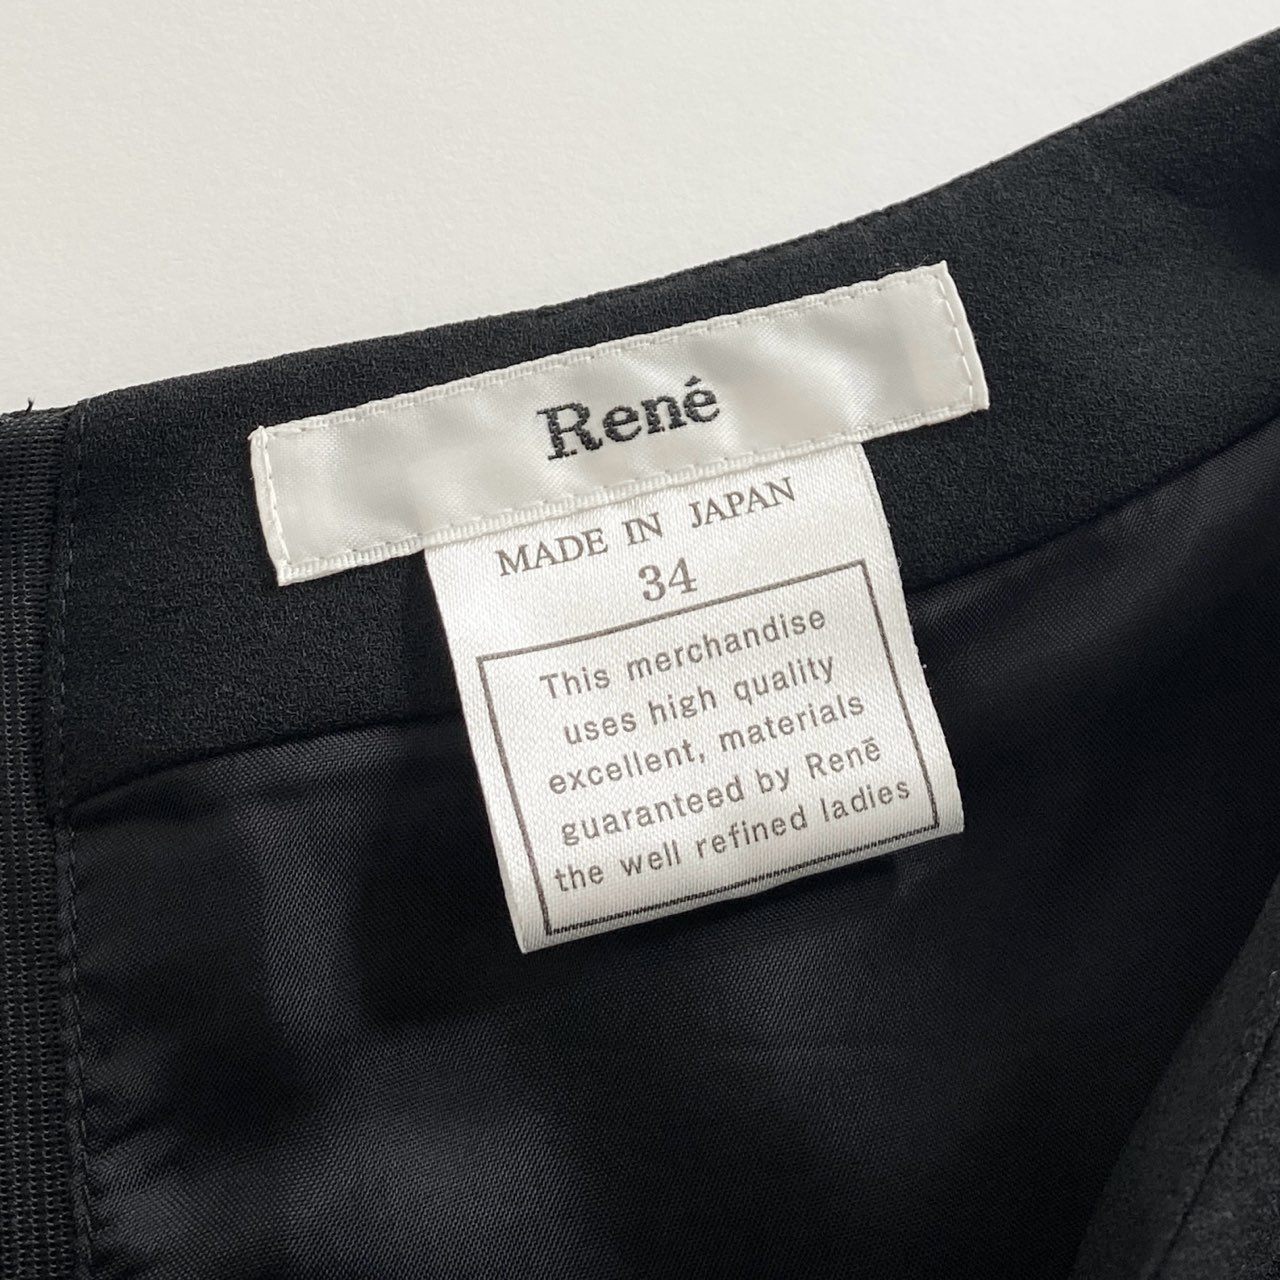 René
MADE IN JAPAN
34
This merchandise
uses high quality
excellent, materials
guaranteed by René
the well refined ladies